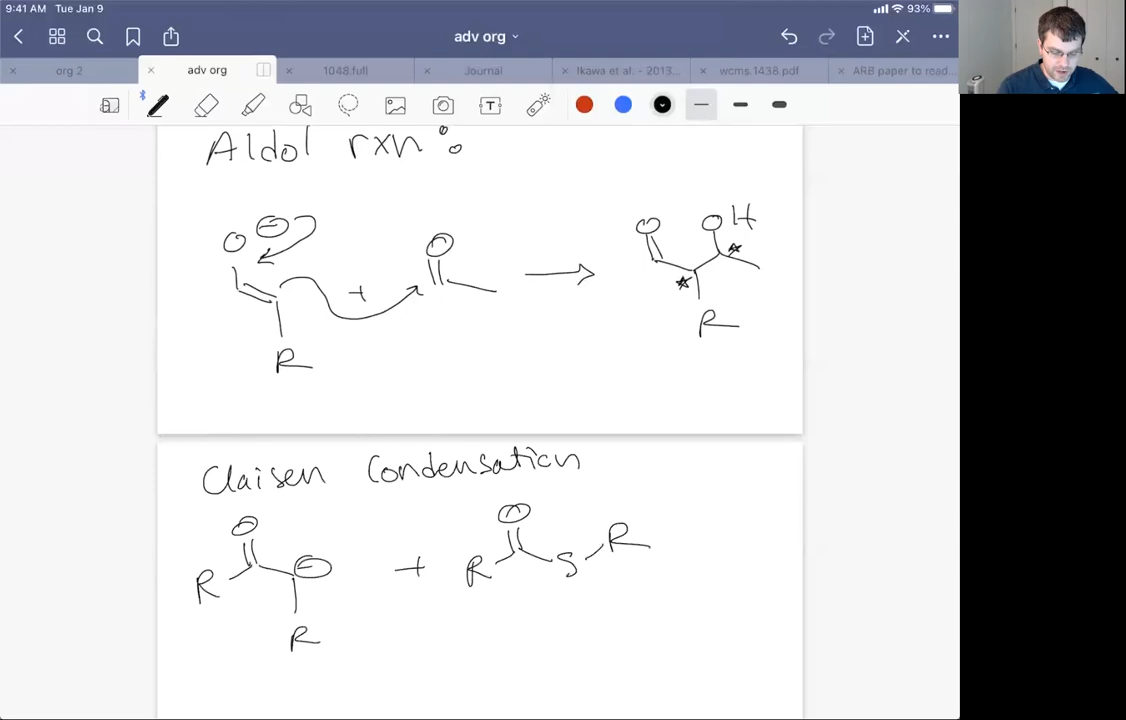 9:41 AM Tue Jan 9
93%
adv org
org 2
adv org
1048.full
Journal
Ikawa et al. - 2013...
wcms.1438.pdf
ARB paper to read...
T
Aldol rxn:
O ⊖
+
O
→
O
OH
*
*
R
R
Claisen Condensation
O
R
⊖
R
+
O
R
S
R